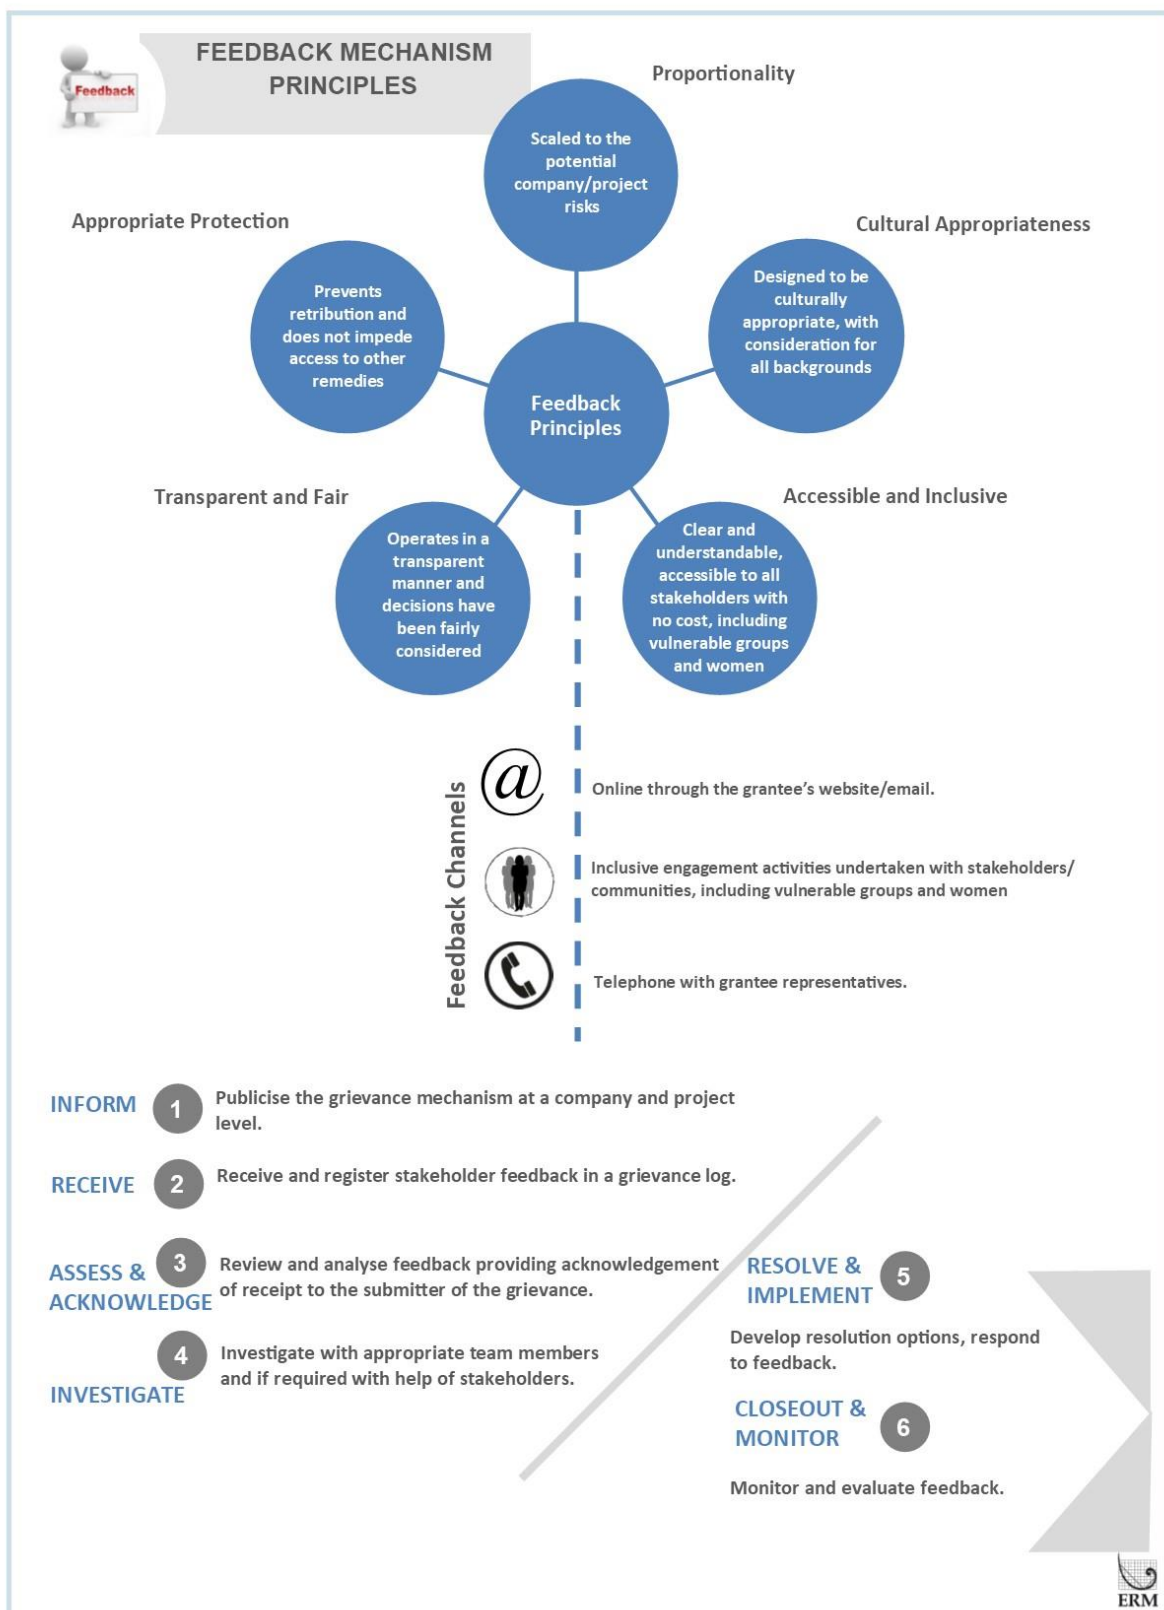 FEEDBACK MECHANISM
PRINCIPLES
Feedback
Proportionality
Scaled to the
potential
company/project
risks
Appropriate Protection
Prevents
retribution and
does not impede
access to other
remedies
Cultural Appropriateness
Designed to be
culturally
appropriate, with
consideration for
all backgrounds
Feedback
Principles
Transparent and Fair
Operates in a
transparent
manner and
decisions have
been fairly
considered
Accessible and Inclusive
Clear and
understandable,
accessible to all
stakeholders with
no cost, including
vulnerable groups
and women
Feedback Channels
@
Online through the grantee’s website/email.
Inclusive engagement activities undertaken with stakeholders/
communities, including vulnerable groups and women
Telephone with grantee representatives.
INFORM
1
Publicise the grievance mechanism at a company and project
level.
RECEIVE
2
Receive and register stakeholder feedback in a grievance log.
ASSESS &
ACKNOWLEDGE
3
Review and analyse feedback providing acknowledgement
of receipt to the submitter of the grievance.
INVESTIGATE
4
Investigate with appropriate team members
and if required with help of stakeholders.
RESOLVE &
IMPLEMENT
5
Develop resolution options, respond
to feedback.
CLOSEOUT &
MONITOR
6
Monitor and evaluate feedback.
ERM